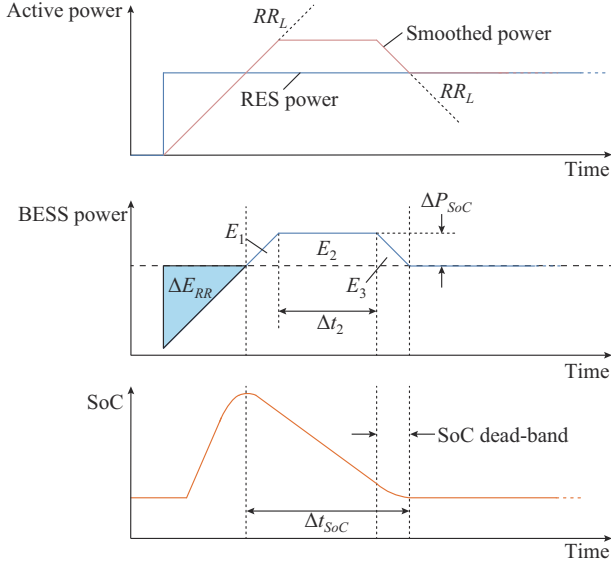 Active power
RR_L
Smoothed power
RES power
RR_L
Time
BESS power
ΔP_SoC
E_1
E_2
E_3
ΔE_RR
Δt_2
Time
SoC
SoC dead-band
Δt_SoC
Time